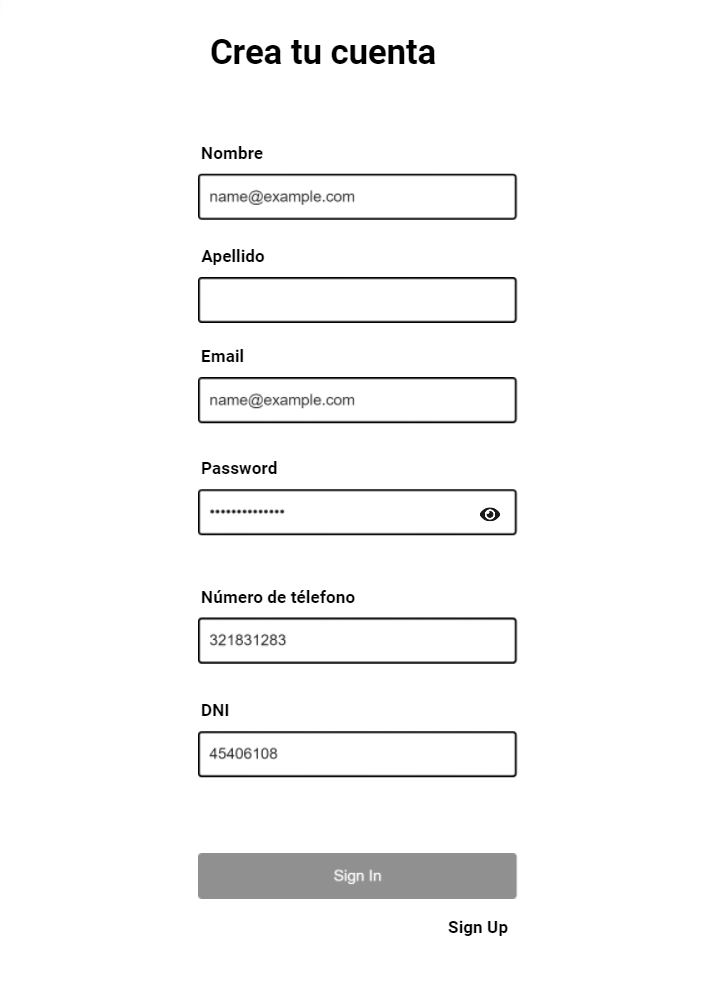 Crea tu cuenta
Nombre
name@example.com
Apellido
Email
name@example.com
Password
••••••••••••••
Número de télefono
321831283
DNI
45406108
Sign In
Sign Up